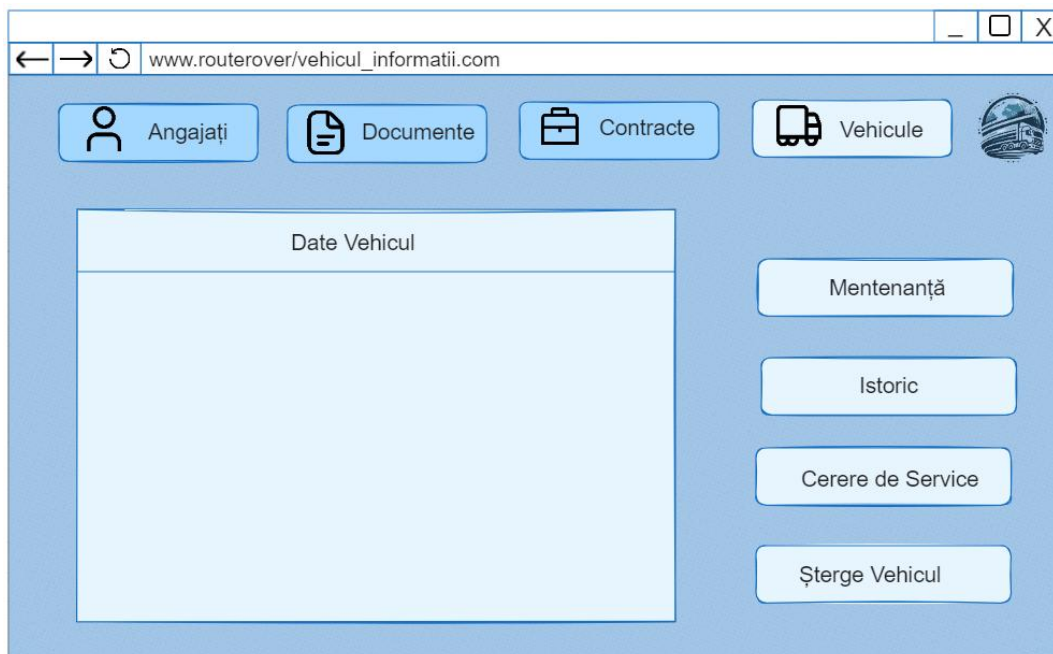 _ X
www.routerover/vehicul_informatii.com
Angajați Documente Contracte Vehicule
Date Vehicul
Mentenanță
Istoric
Cerere de Service
Șterge Vehicul